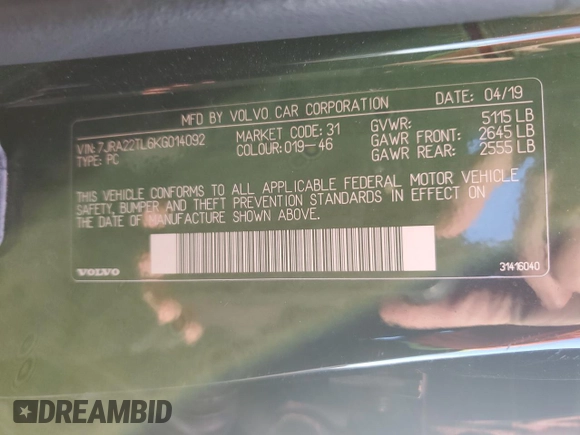 MFD BY VOLVO CAR CORPORATION DATE: 04/19
VIN: 7JRA22TL6KG014092 MARKET CODE: 31 GVWR: 5115 LB
TYPE: PC COLOUR: 019-46 GAWR FRONT: 2645 LB
GAWR REAR: 2555 LB
THIS VEHICLE CONFORMS TO ALL APPLICABLE FEDERAL MOTOR VEHICLE
SAFETY, BUMPER AND THEFT PREVENTION STANDARDS IN EFFECT ON
THE DATE OF MANUFACTURE SHOWN ABOVE.
VOLVO 31416040
DREAMBID